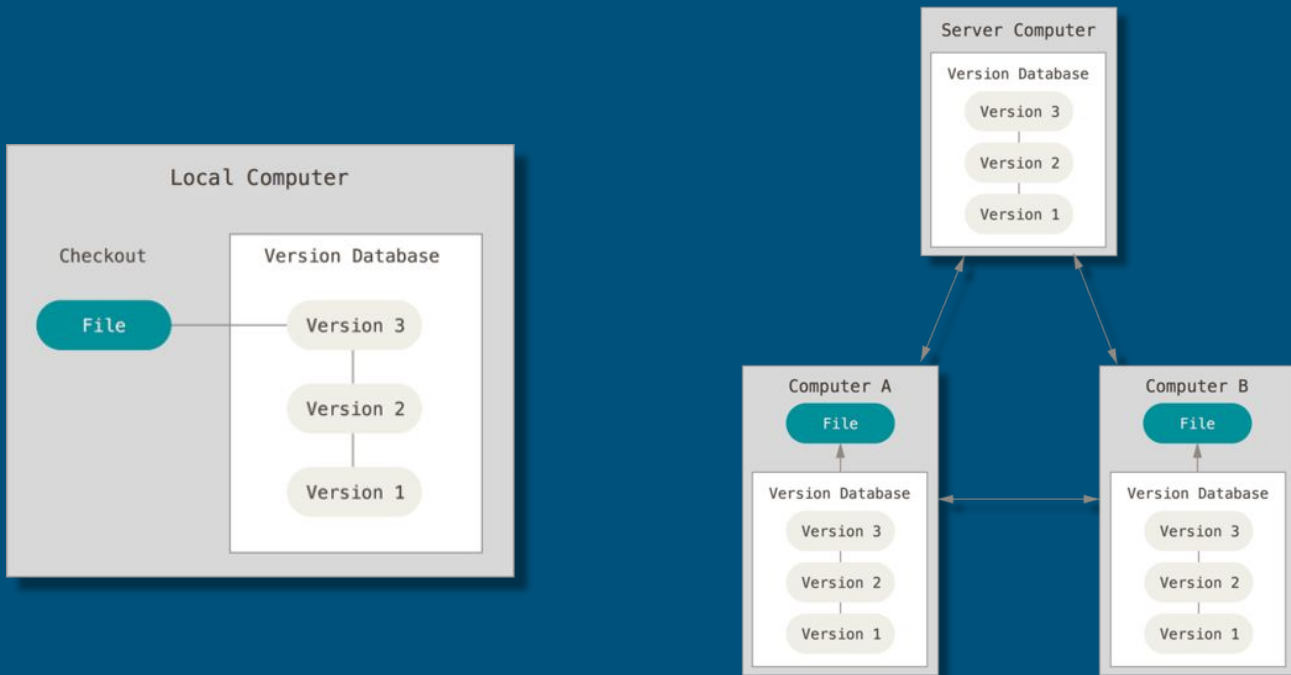 Local Computer
Checkout
File
Version Database
Version 3
Version 2
Version 1
Server Computer
Version Database
Version 3
Version 2
Version 1
Computer A
File
Version Database
Version 3
Version 2
Version 1
Computer B
File
Version Database
Version 3
Version 2
Version 1